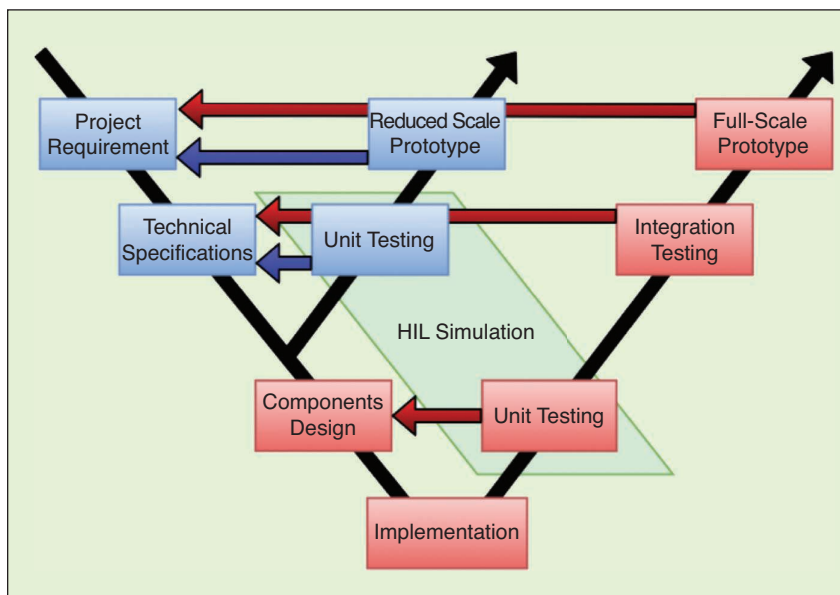 Project
Requirement
Reduced Scale
Prototype
Full-Scale
Prototype
Technical
Specifications
Unit Testing
Integration
Testing
HIL Simulation
Components
Design
Unit Testing
Implementation